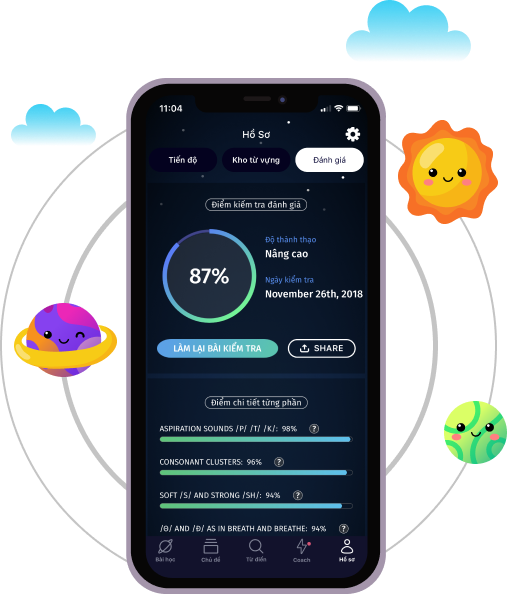 11:04
Hồ Sơ
Tiến độ
Kho từ vựng
Đánh giá
Điểm kiểm tra đánh giá
87%
Độ thành thạo
Nâng cao
Ngày kiểm tra
November 26th, 2018
LÀM LẠI BÀI KIỂM TRA
SHARE
Điểm chi tiết từng phần
ASPIRATION SOUNDS /P/ /T/ /K/: 98% ?
CONSONANT CLUSTERS: 96% ?
SOFT /S/ AND STRONG /SH/: 94% ?
/Θ/ AND /Ð/ AS IN BREATH AND BREATHE: 94% ?
Bài học
Chủ đề
Từ điển
Coach
Hồ sơ